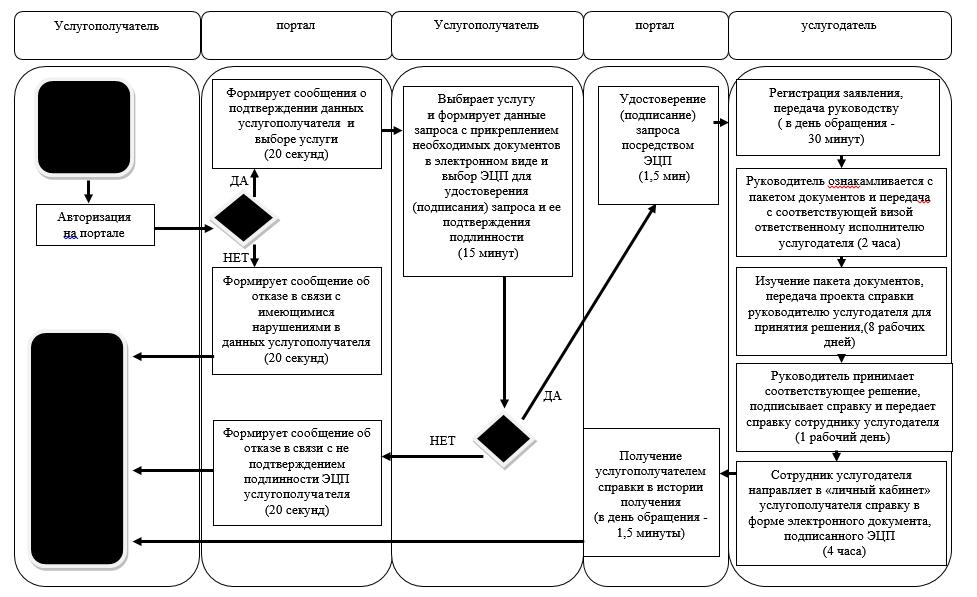 Услугополучатель
портал
Услугополучатель
портал
услугодатель
Авторизация
на портале
Формирует сообщения о
подтверждении данных
услугополучателя и
выборе услуги
(20 секунд)
ДА
НЕТ
Формирует сообщение об
отказе в связи с
имеющимися
нарушениями в
данных услугополучателя
(20 секунд)
Формирует сообщение об
отказе в связи с не
подтверждением
подлинности ЭЦП
услугополучателя
(20 секунд)
Выбирает услугу
и формирует данные
запроса с прикреплением
необходимых документов
в электронном виде и
выбор ЭЦП для
удостоверения
(подписания) запроса и ее
подтверждения
подлинности
(15 минут)
НЕТ
ДА
Удостоверение
(подписание)
запроса
посредством
ЭЦП
(1,5 мин)
Получение
услугополучателем
справки в истории
получения
(в день обращения -
1,5 минуты)
Регистрация заявления,
передача руководству
( в день обращения -
30 минут)
Руководитель ознакамливается с
пакетом документов и передача
с соответствующей визой
ответственному исполнителю
услугодателя (2 часа)
Изучение пакета документов,
передача проекта справки
руководителю услугодателя для
принятия решения,(8 рабочих
дней)
Руководитель принимает
соответствующее решение,
подписывает справку и передает
справку сотруднику услугодателя
(1 рабочий день)
Сотрудник услугодателя
направляет в «личный кабинет»
услугополучателя справку в
форме электронного документа,
подписанного ЭЦП
(4 часа)